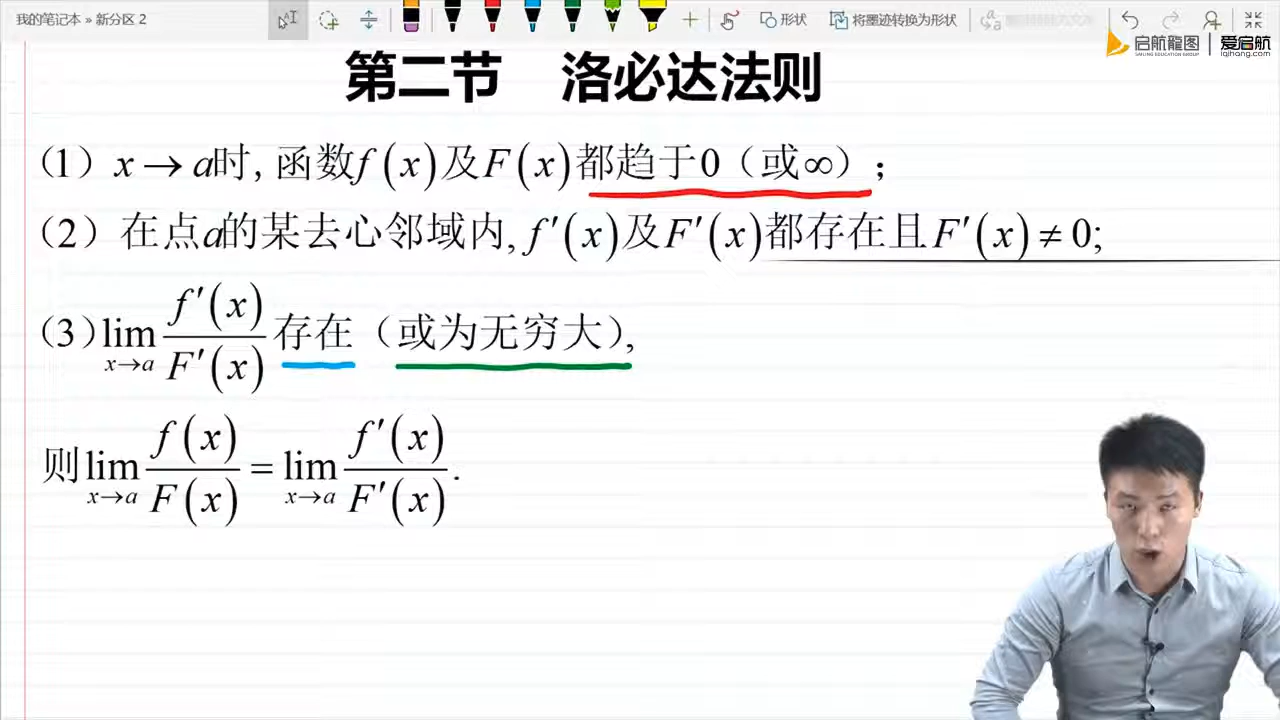 我的笔记本 » 新分区 2
形状 将墨迹转换为形状
启航龍图 | 爱启航
iqihang.com
第二节 洛必达法则
(1) x → a时, 函数f(x)及F(x)都趋于0（或∞）;
(2) 在点a的某去心邻域内, f′(x)及F′(x)都存在且F′(x) ≠ 0;
(3) lim_{x→a} f′(x)/F′(x) 存在（或为无穷大）,
则 lim_{x→a} f(x)/F(x) = lim_{x→a} f′(x)/F′(x).